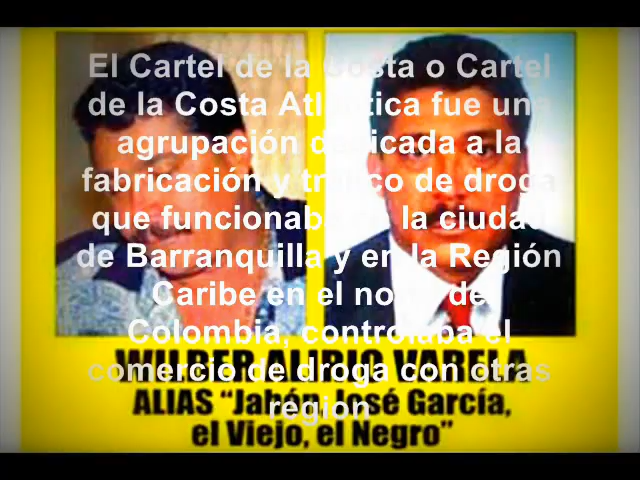 El Cartel de la Costa o Cartel
de la Costa Atlántica fue una
agrupación dedicada a la
fabricación y tráfico de droga
que funcionaba en la ciudad
de Barranquilla y en la Región
Caribe en el norte de
Colombia, controlaba el
comercio de droga con otras
region
WILBER ALIRIO VARELA
ALIAS “Jabón, José García,
el Viejo, el Negro”